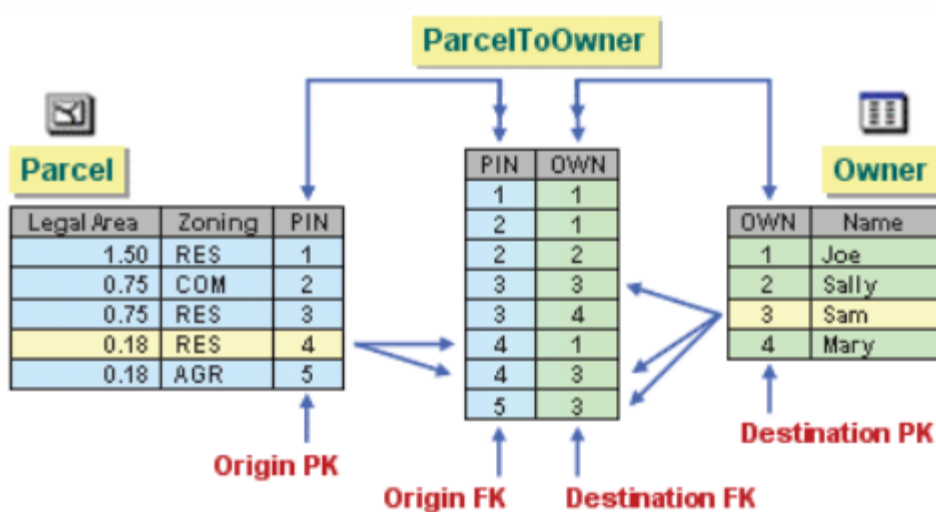 ParcelToOwner
Parcel
Legal Area Zoning PIN
1.50 RES 1
0.75 COM 2
0.75 RES 3
0.18 RES 4
0.18 AGR 5
Origin PK
PIN OWN
1 1
2 1
2 2
3 3
3 4
4 1
4 3
5 3
Origin FK
Destination FK
Owner
OWN Name
1 Joe
2 Sally
3 Sam
4 Mary
Destination PK